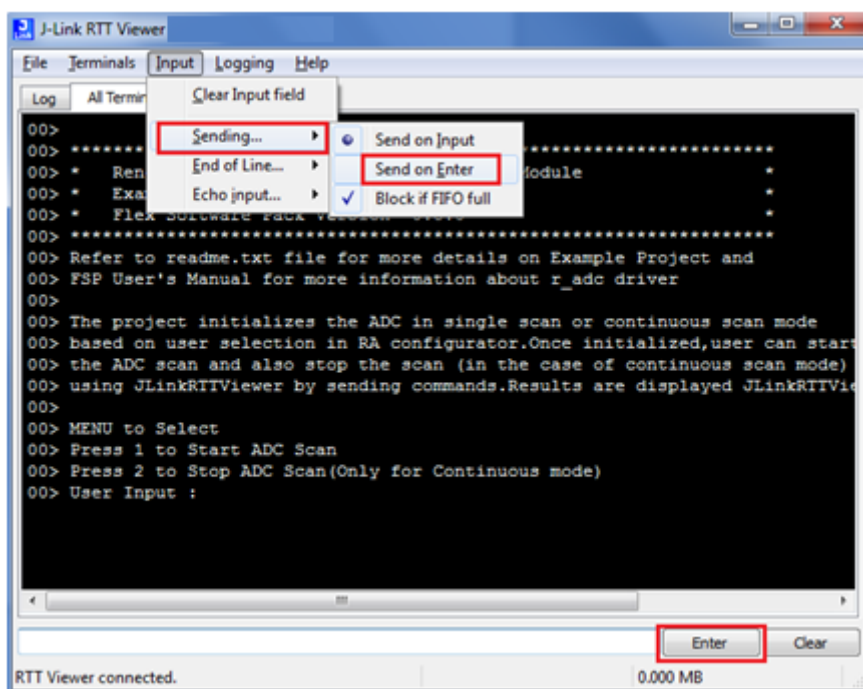 J-Link RTT Viewer
File Terminals Input Logging Help
Log All Termin
Clear Input field
Sending...
End of Line...
Echo input...
Send on Input
Send on Enter
Block if FIFO full
00>
00> *****************************************************************
00> * Ren Module *
00> * Exa *
00> * Flex Software Pack Version *
00> *****************************************************************
00> Refer to readme.txt file for more details on Example Project and
00> FSP User's Manual for more information about r_adc driver
00>
00> The project initializes the ADC in single scan or continuous scan mode
00> based on user selection in RA configurator.Once initialized,user can start
00> the ADC scan and also stop the scan (in the case of continuous scan mode)
00> using JLinkRTTViewer by sending commands.Results are displayed JLinkRTTVie
00>
00> MENU to Select
00> Press 1 to Start ADC Scan
00> Press 2 to Stop ADC Scan(Only for Continuous mode)
00> User Input :
Enter Clear
RTT Viewer connected. 0.000 MB